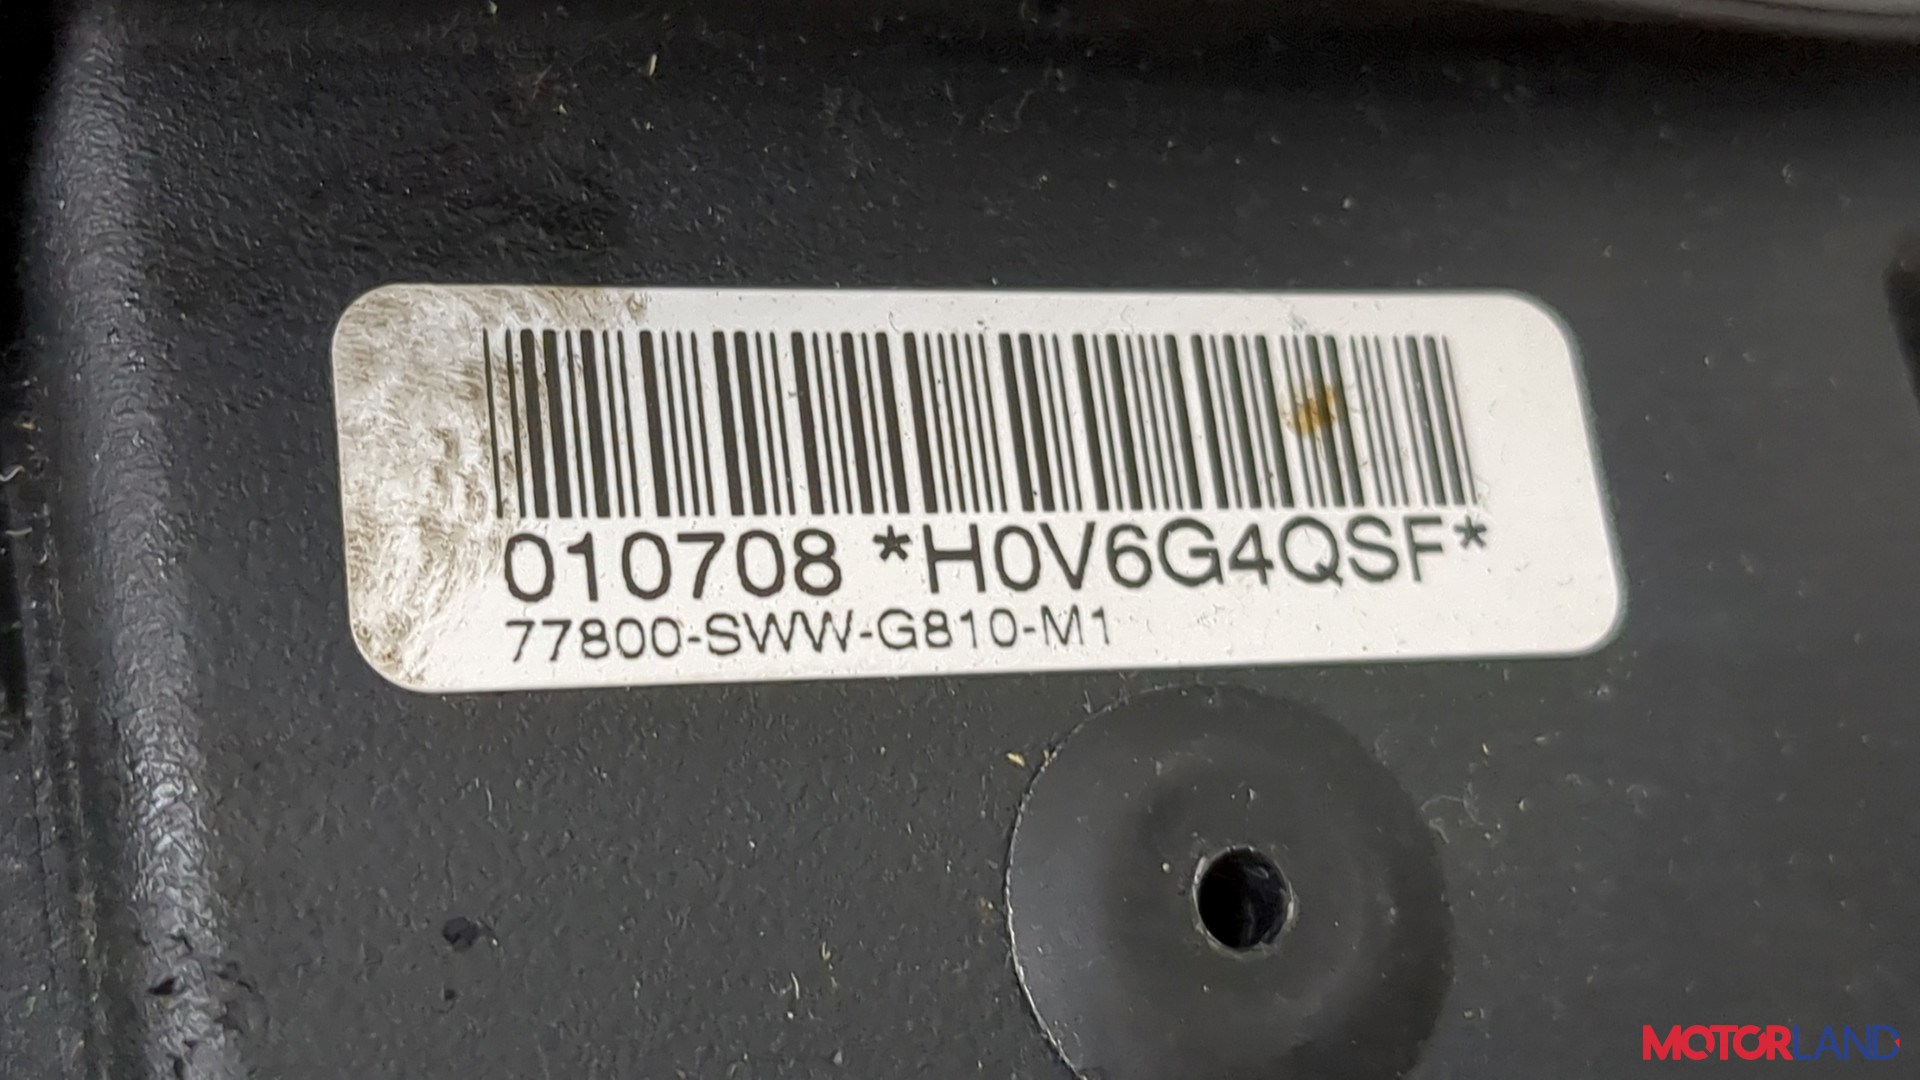 010708 *H0V6G4QSF*
77800-SWW-G810-M1
MOTORLAND